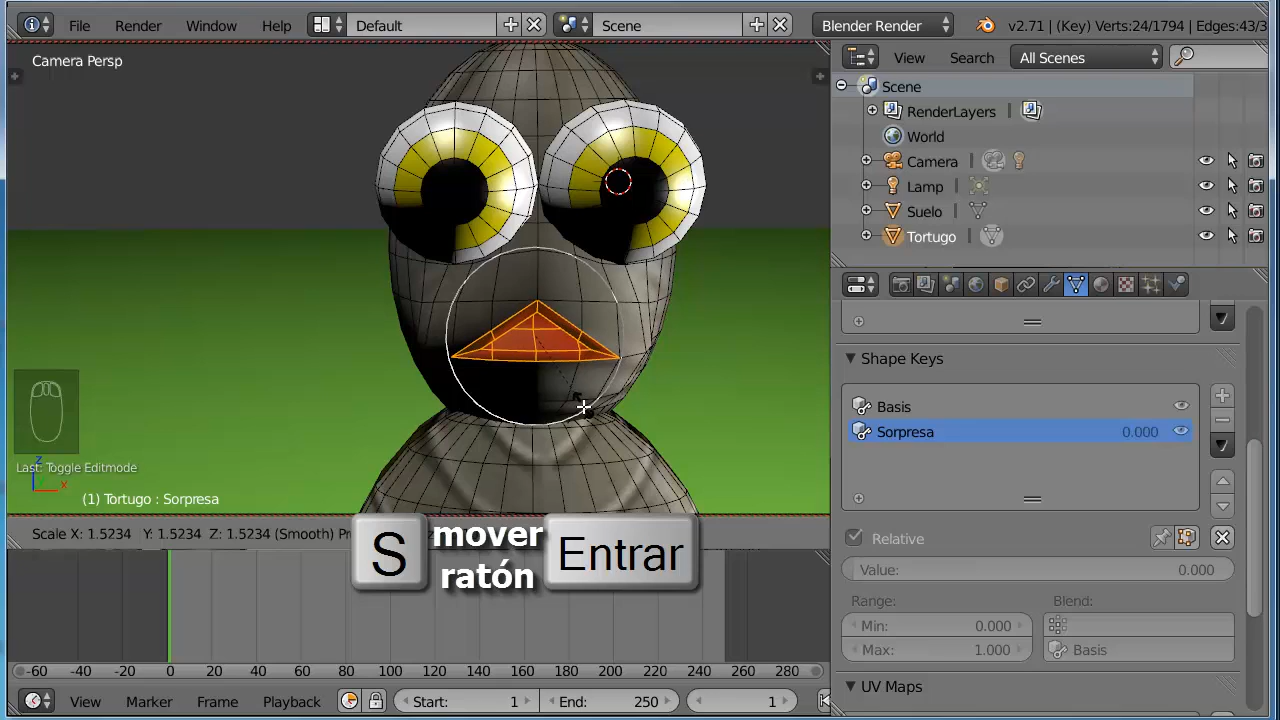 File Render Window Help Default Scene Blender Render v2.71 | (Key) Verts:24/1794 | Edges:43/3
Camera Persp
View Search All Scenes
Scene
RenderLayers
World
Camera
Lamp
Suelo
Tortugo
Shape Keys
Basis
Sorpresa 0.000
Last: Toggle Editmode
z
x
(1) Tortugo : Sorpresa
Scale X: 1.5234 Y: 1.5234 Z: 1.5234 (Smooth)
S mover ratón Entrar
Relative
Value: 0.000
Range: Blend:
Min: 0.000
Max: 1.000 Basis
UV Maps
-60 -40 -20 0 20 40 60 80 100 120 140 160 180 200 220 240 260 280
View Marker Frame Playback Start: 1 End: 250 1